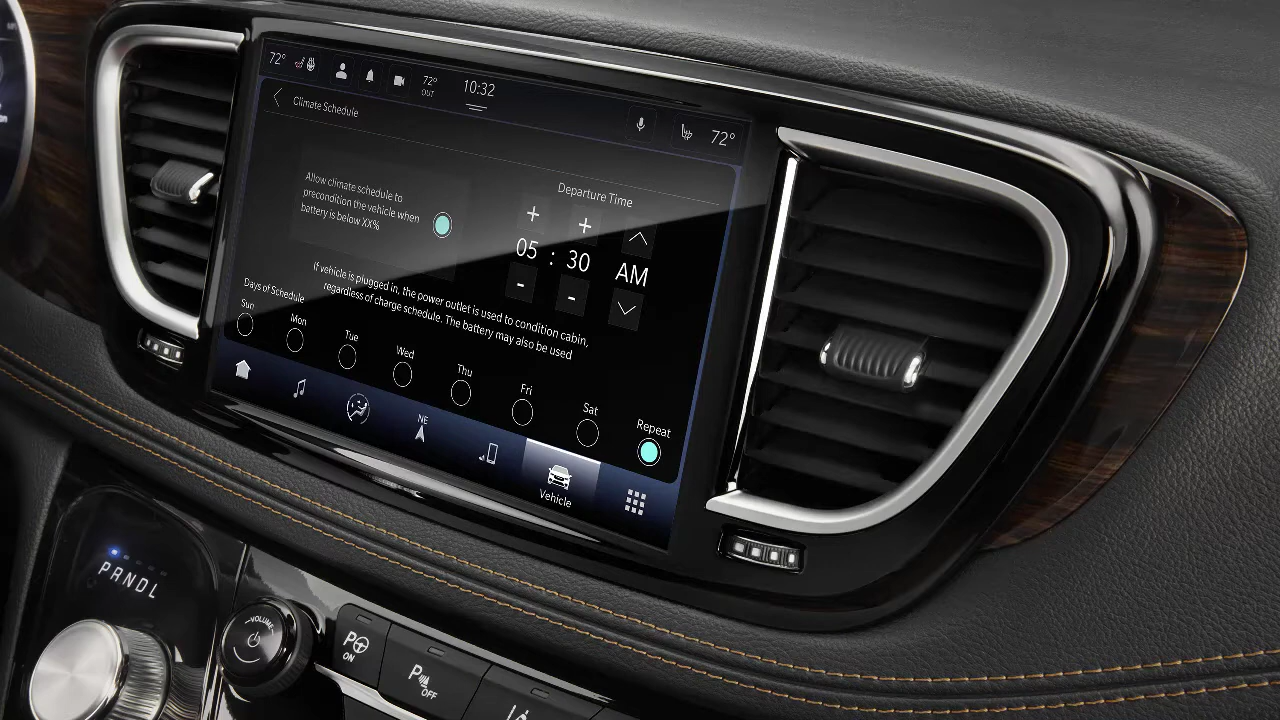 72°
72°
OUT
10:32
72°
Climate Schedule
Allow climate schedule to
precondition the vehicle when
battery is below XX%
Departure Time
+ +
05 : 30 AM
- -
If vehicle is plugged in, the power outlet is used to condition cabin,
regardless of charge schedule. The battery may also be used
Days of Schedule
Sun Mon Tue Wed Thu Fri Sat Repeat
NE
Vehicle
PRNDL
VOLUME
P
ON
P
OFF